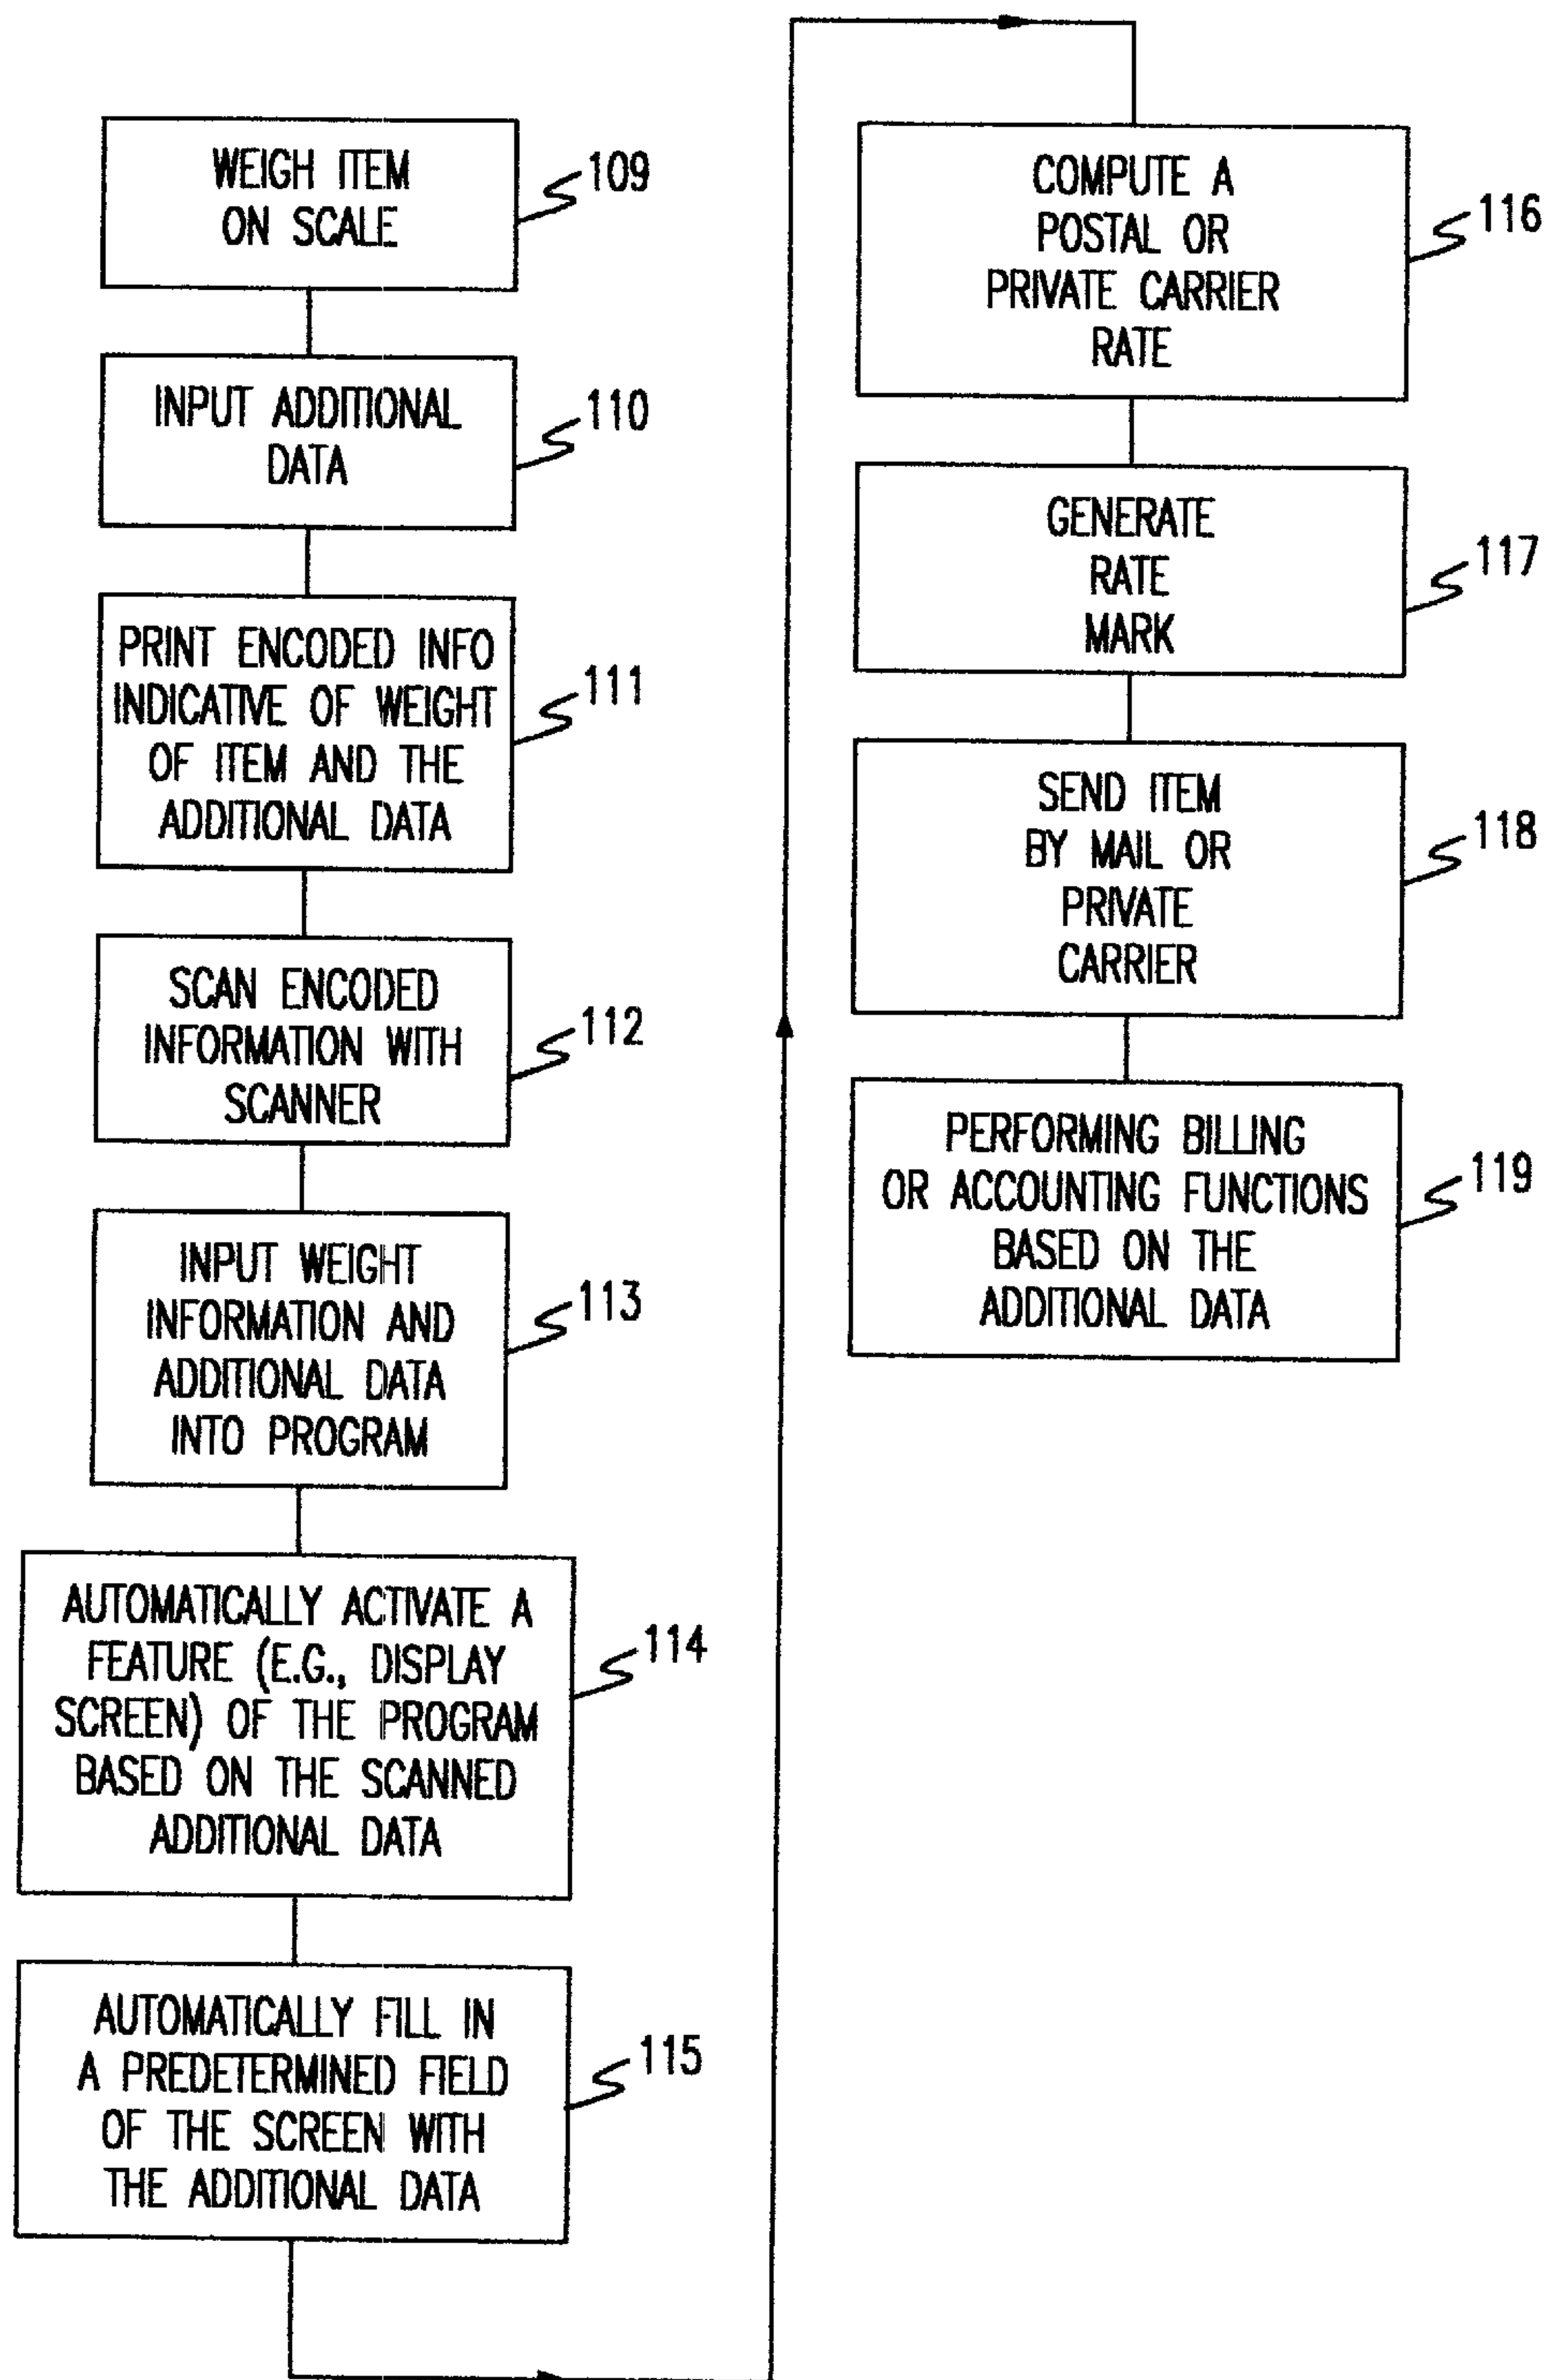 WEIGH ITEM
ON SCALE
109
INPUT ADDITIONAL
DATA
110
PRINT ENCODED INFO
INDICATIVE OF WEIGHT
OF ITEM AND THE
ADDITIONAL DATA
111
SCAN ENCODED
INFORMATION WITH
SCANNER
112
INPUT WEIGHT
INFORMATION AND
ADDITIONAL DATA
INTO PROGRAM
113
AUTOMATICALLY ACTIVATE A
FEATURE (E.G., DISPLAY
SCREEN) OF THE PROGRAM
BASED ON THE SCANNED
ADDITIONAL DATA
114
AUTOMATICALLY FILL IN
A PREDETERMINED FIELD
OF THE SCREEN WITH
THE ADDITIONAL DATA
115
COMPUTE A
POSTAL OR
PRIVATE CARRIER
RATE
116
GENERATE
RATE
MARK
117
SEND ITEM
BY MAIL OR
PRIVATE
CARRIER
118
PERFORMING BILLING
OR ACCOUNTING FUNCTIONS
BASED ON THE
ADDITIONAL DATA
119